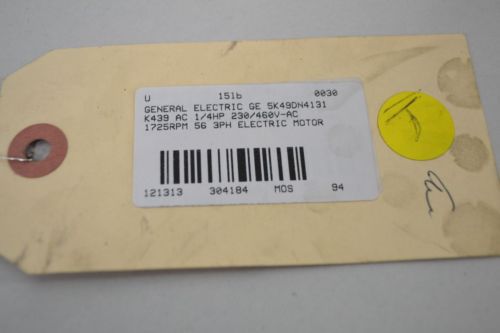 U 15lb 0030
GENERAL ELECTRIC GE 5K49DN4131
K439 AC 1/4HP 230/460V-AC
1725RPM 56 3PH ELECTRIC MOTOR
121313 304184 MOS 94